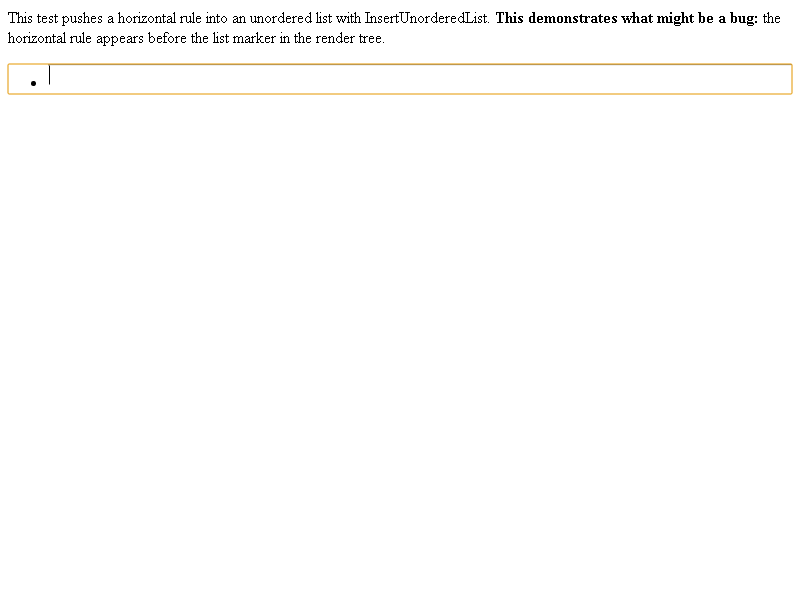 This test pushes a horizontal rule into an unordered list with InsertUnorderedList. This demonstrates what might be a bug: the
horizontal rule appears before the list marker in the render tree.